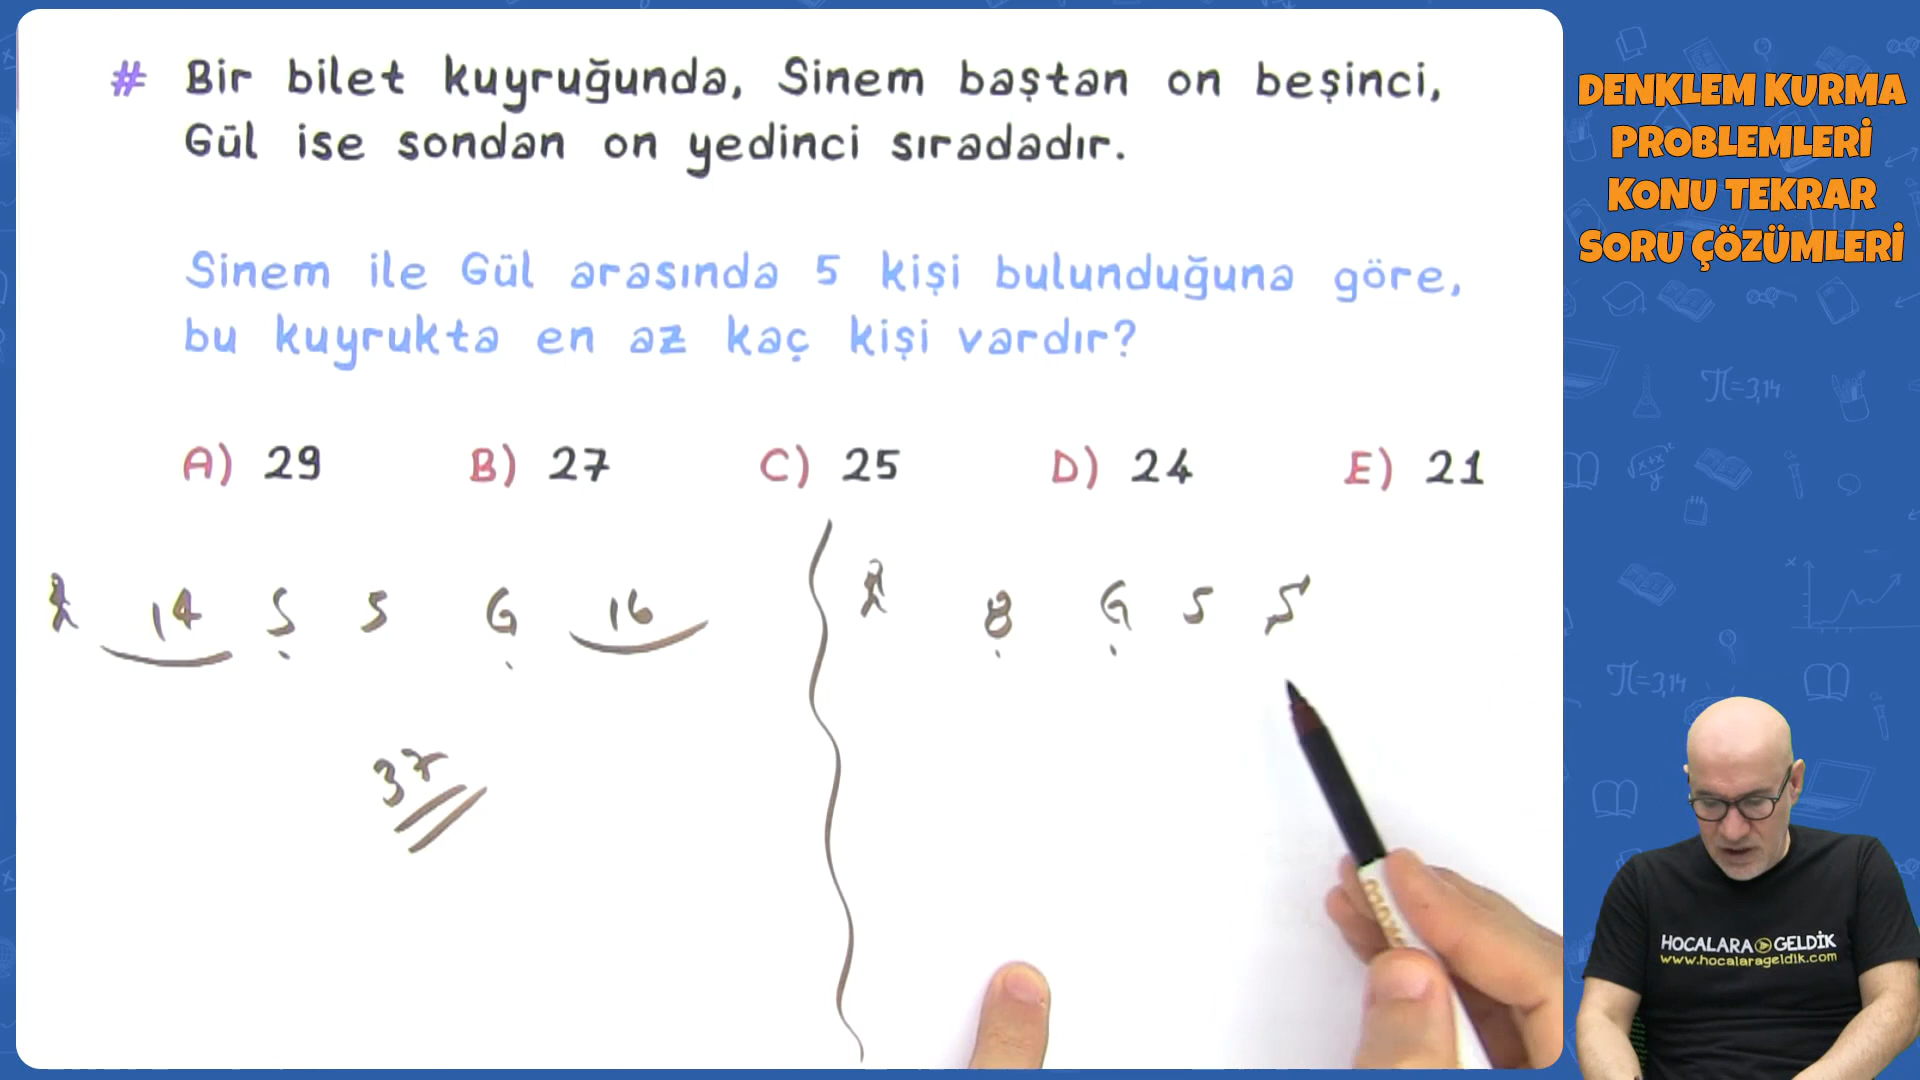 # Bir bilet kuyruğunda, Sinem baştan on beşinci,
Gül ise sondan on yedinci sıradadır.
Sinem ile Gül arasında 5 kişi bulunduğuna göre,
bu kuyrukta en az kaç kişi vardır?
A) 29 B) 27 C) 25 D) 24 E) 21
14 S 5 G 16
37
8 G 5 S
DENKLEM KURMA
PROBLEMLERİ
KONU TEKRAR
SORU ÇÖZÜMLERİ
π=3,14
π=3,14
HOCALARA GELDİK
www.hocalarageldik.com